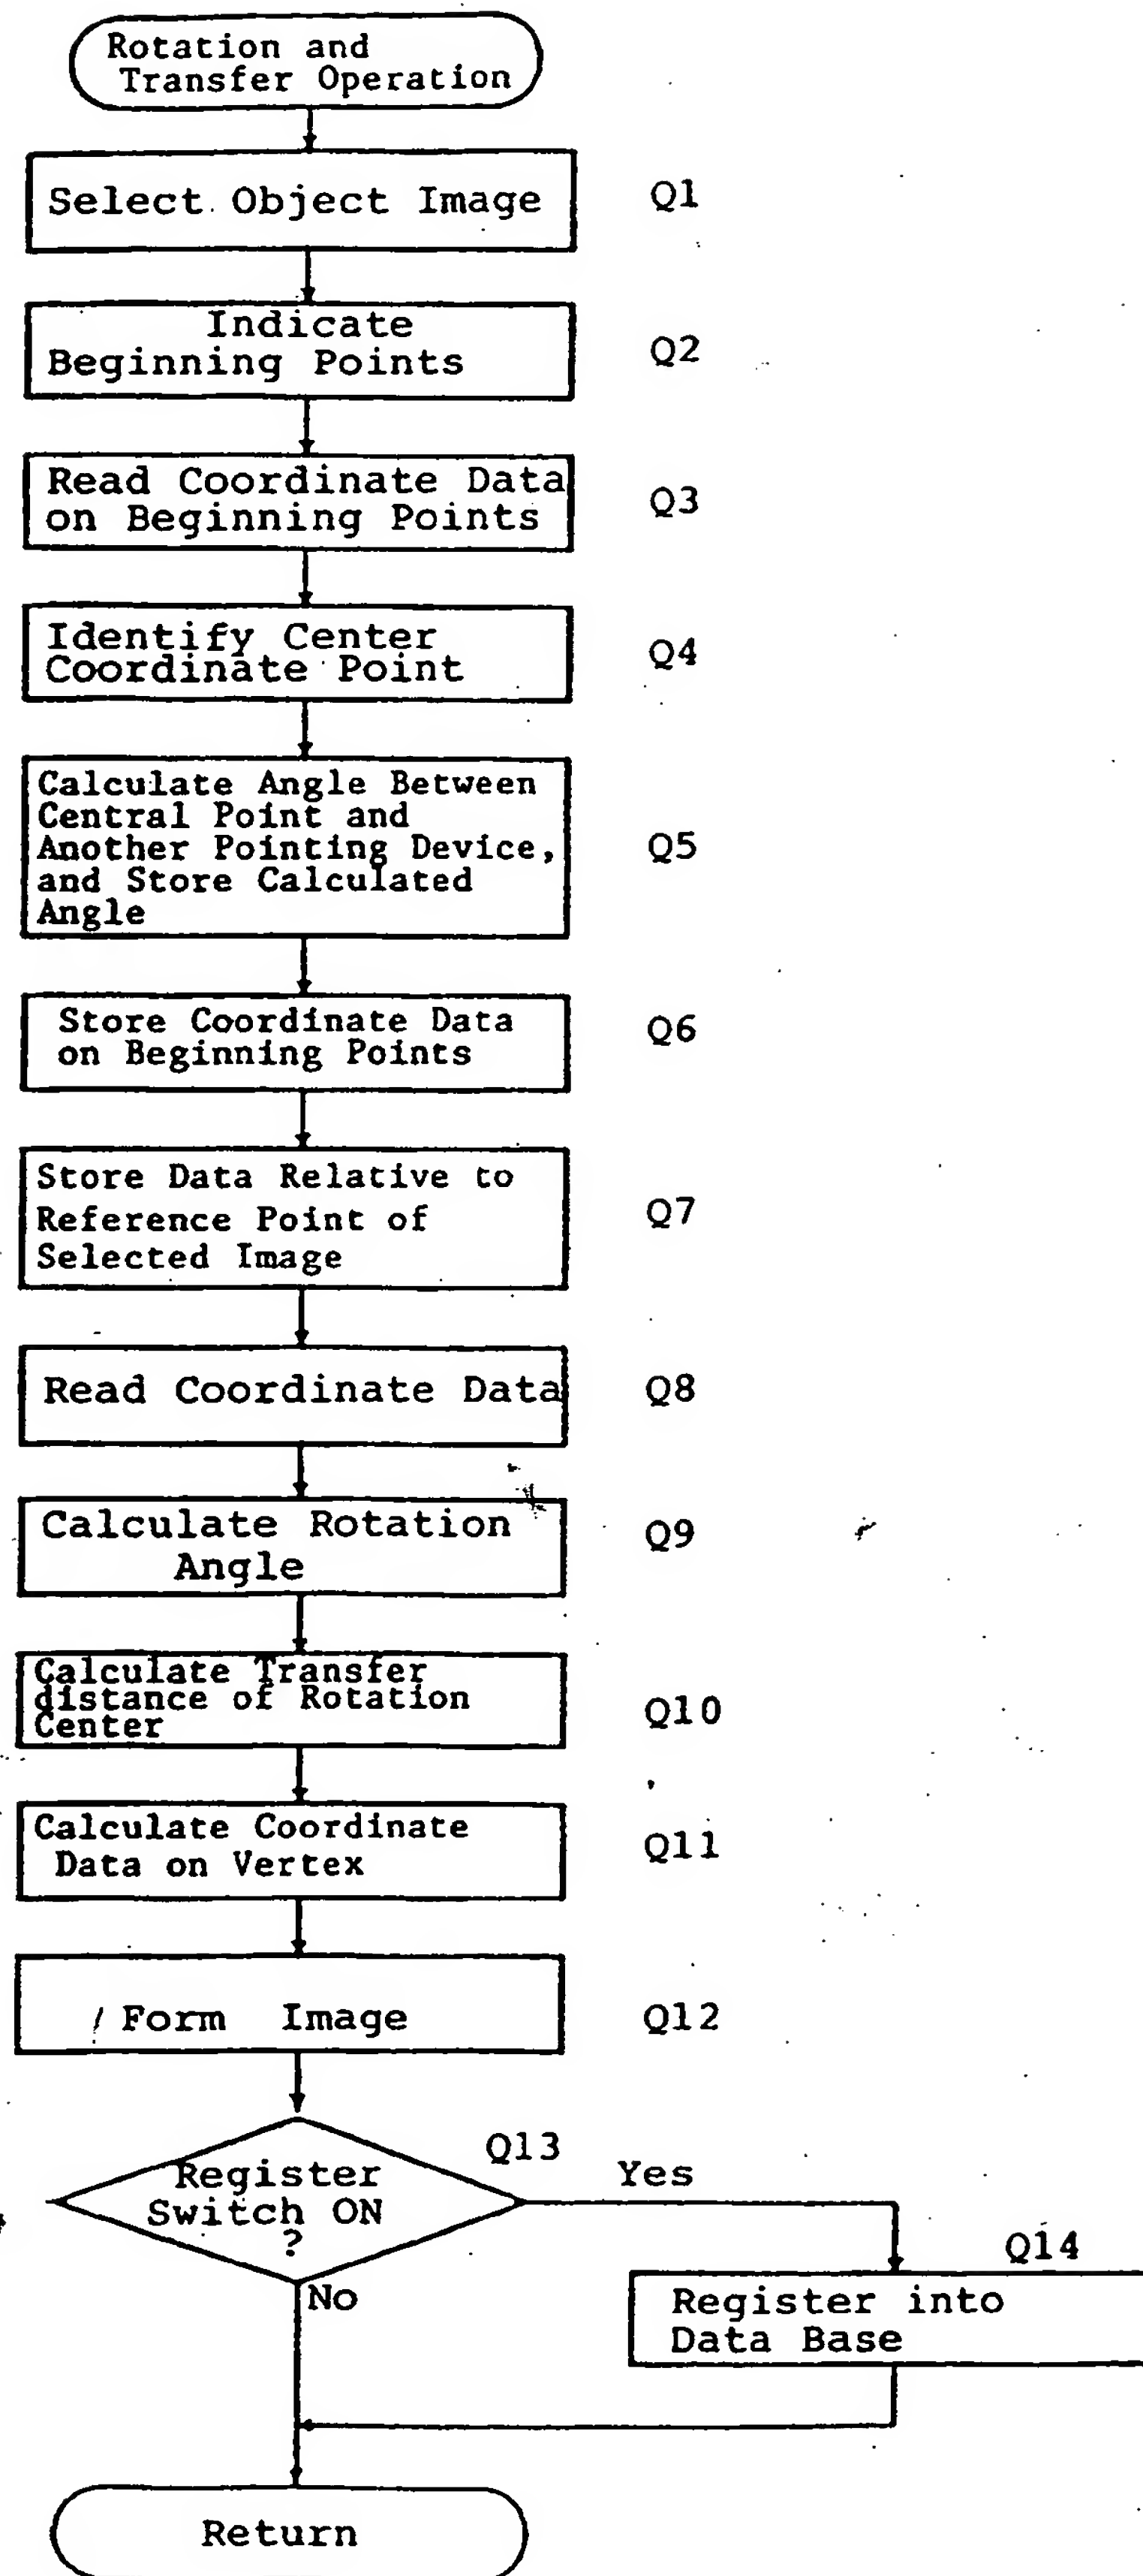 Rotation and
Transfer Operation
Select Object Image
Q1
Indicate
Beginning Points
Q2
Read Coordinate Data
on Beginning Points
Q3
Identify Center
Coordinate Point
Q4
Calculate Angle Between
Central Point and
Another Pointing Device,
and Store Calculated
Angle
Q5
Store Coordinate Data
on Beginning Points
Q6
Store Data Relative to
Reference Point of
Selected Image
Q7
Read Coordinate Data
Q8
Calculate Rotation
Angle
Q9
Calculate Transfer
distance of Rotation
Center
Q10
Calculate Coordinate
Data on Vertex
Q11
Form Image
Q12
Q13
Register
Switch ON
?
Yes
No
Q14
Register into
Data Base
Return